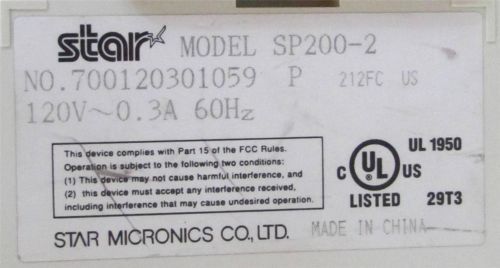 star MODEL SP200-2
NO.700120301059 P 212FC US
120V~0.3A 60Hz
This device complies with Part 15 of the FCC Rules.
Operation is subject to the following two conditions:
(1) This device may not cause harmful interference, and
(2) this device must accept any interference received,
including interference that may cause undesired operation.
UL 1950
C UL US
LISTED 29T3
STAR MICRONICS CO.,LTD. MADE IN CHINA